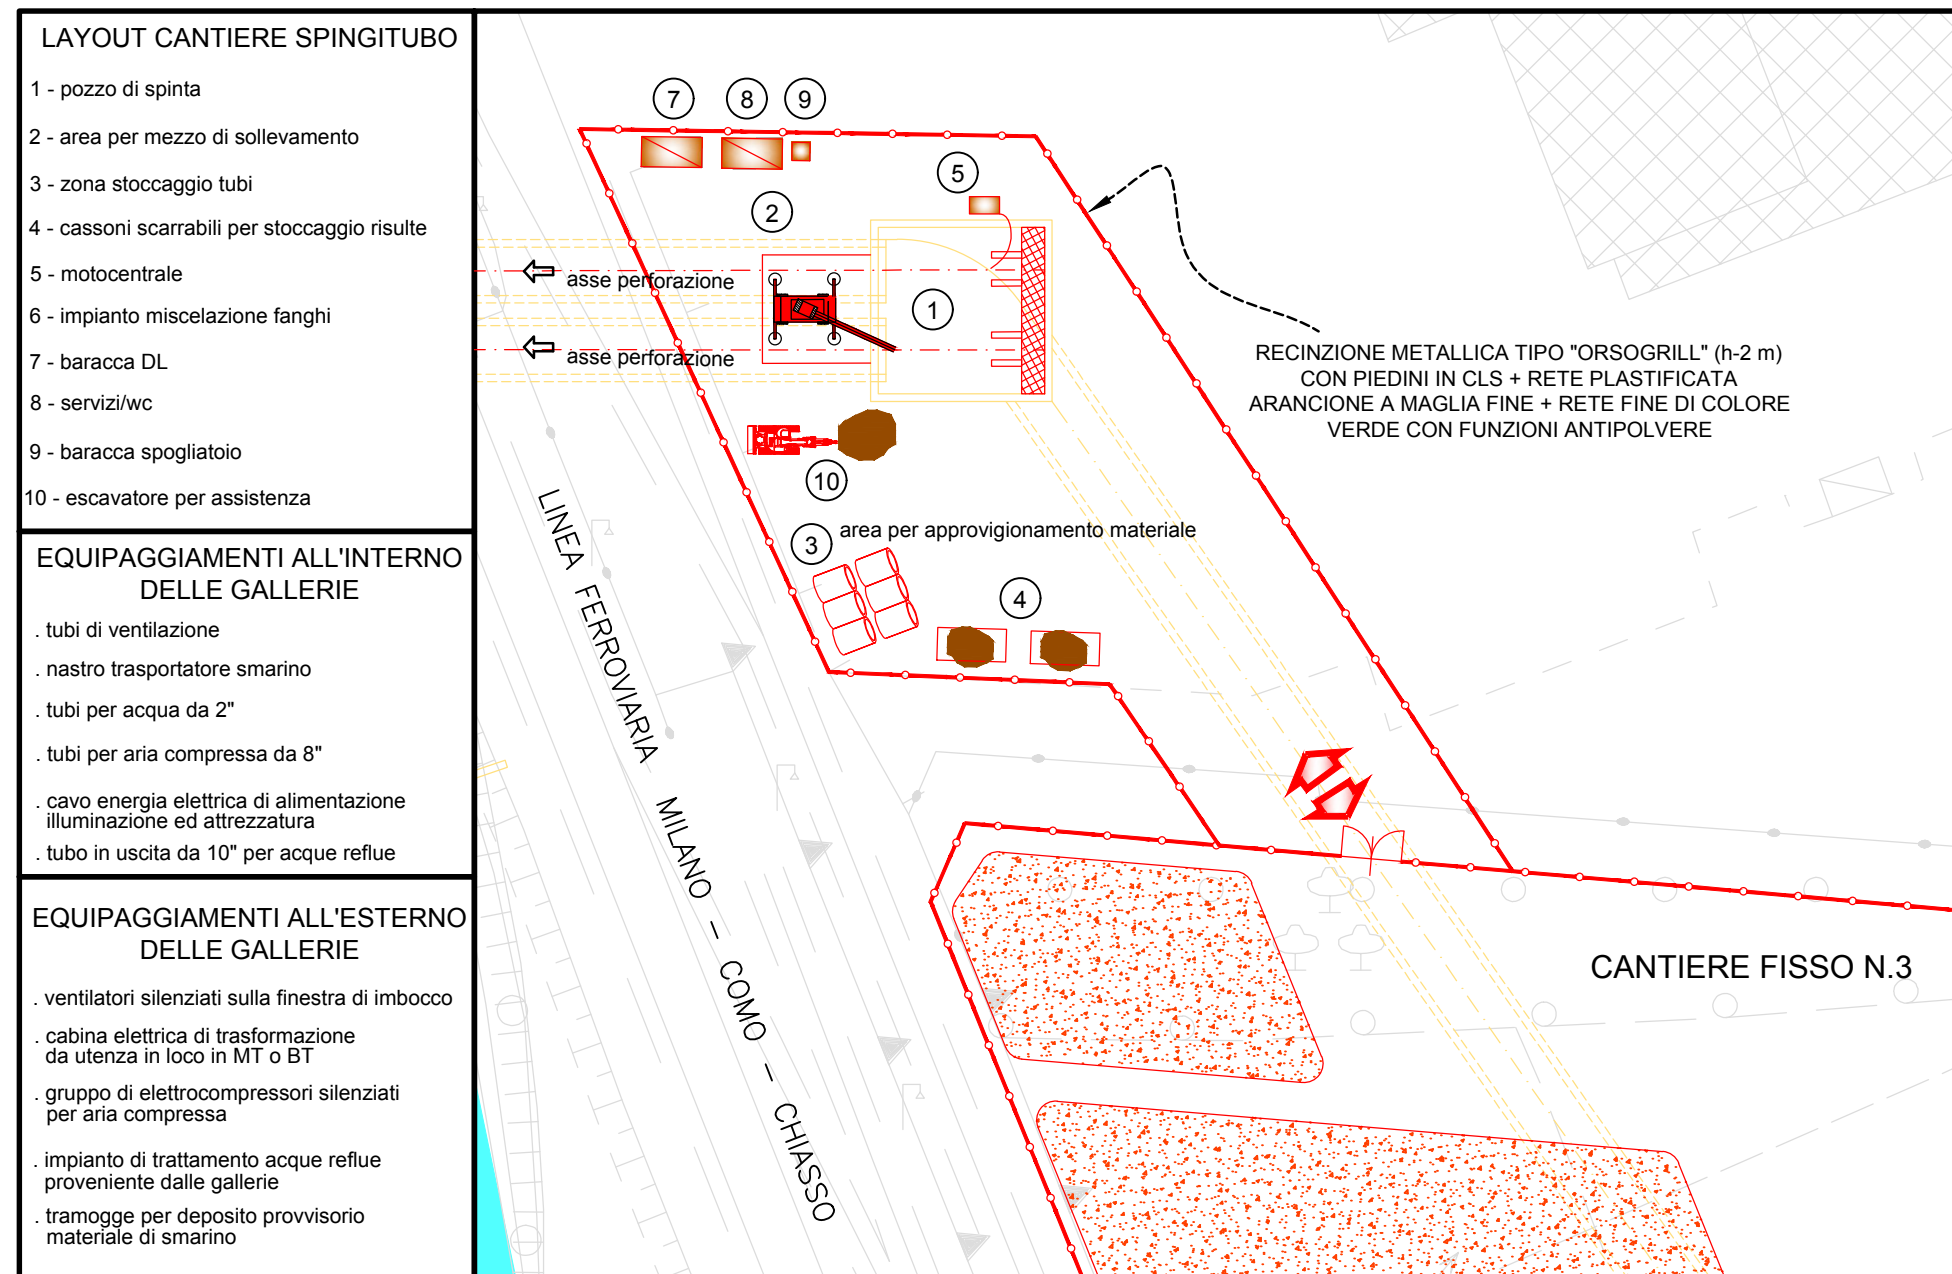 LAYOUT CANTIERE SPINGITUBO
1 - pozzo di spinta
2 - area per mezzo di sollevamento
3 - zona stoccaggio tubi
4 - cassoni scarrabili per stoccaggio risulte
5 - motocentrale
6 - impianto miscelazione fanghi
7 - baracca DL
8 - servizi/wc
9 - baracca spogliatoio
10 - escavatore per assistenza
EQUIPAGGIAMENTI ALL'INTERNO
DELLE GALLERIE
. tubi di ventilazione
. nastro trasportatore smarino
. tubi per acqua da 2"
. tubi per aria compressa da 8"
. cavo energia elettrica di alimentazione
illuminazione ed attrezzatura
. tubo in uscita da 10" per acque reflue
EQUIPAGGIAMENTI ALL'ESTERNO
DELLE GALLERIE
. ventilatori silenziati sulla finestra di imbocco
. cabina elettrica di trasformazione
da utenza in loco in MT o BT
. gruppo di elettrocompressori silenziati
per aria compressa
. impianto di trattamento acque reflue
proveniente dalle gallerie
. tramogge per deposito provvisorio
materiale di smarino
7
8
9
5
2
asse perforazione
1
asse perforazione
RECINZIONE METALLICA TIPO "ORSOGRILL" (h-2 m)
CON PIEDINI IN CLS + RETE PLASTIFICATA
ARANCIONE A MAGLIA FINE + RETE FINE DI COLORE
VERDE CON FUNZIONI ANTIPOLVERE
10
area per approvigionamento materiale
3
4
LINEA FERROVIARIA MILANO - COMO - CHIASSO
CANTIERE FISSO N.3